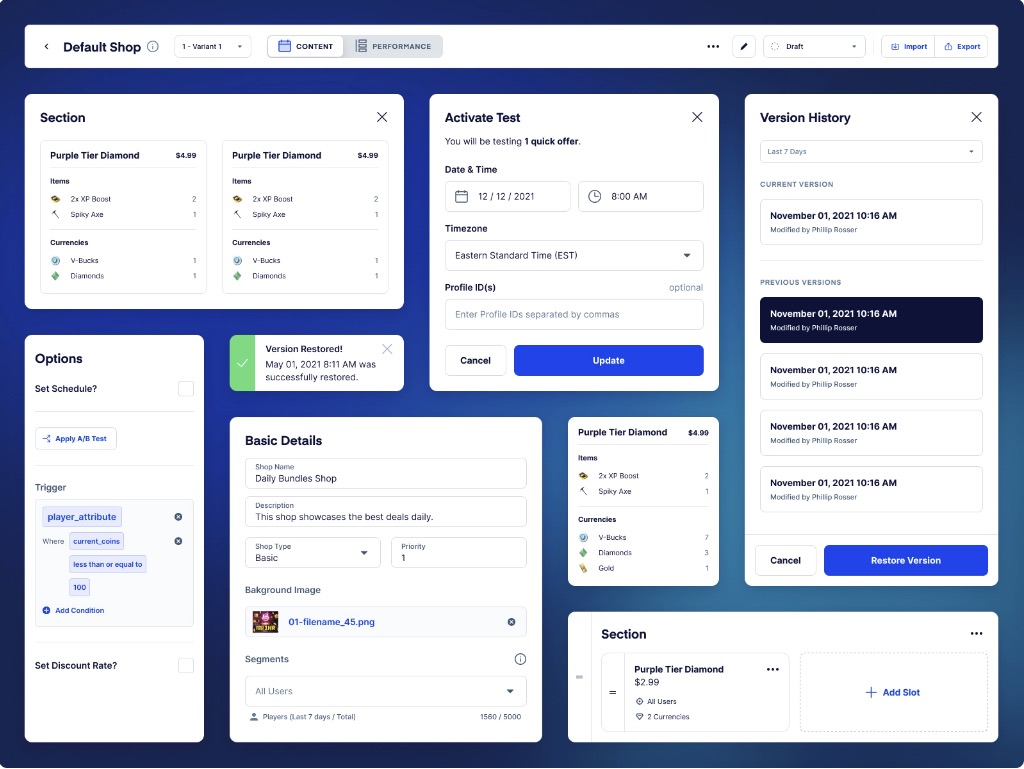 Default Shop
1 - Variant 1
CONTENT
PERFORMANCE
Draft
Import
Export
Section
Purple Tier Diamond $4.99
Items
2x XP Boost 2
Spiky Axe 1
Currencies
V-Bucks 1
Diamonds 1
Purple Tier Diamond $4.99
Items
2x XP Boost 2
Spiky Axe 1
Currencies
V-Bucks 1
Diamonds 1
Activate Test
You will be testing 1 quick offer.
Date & Time
12 / 12 / 2021
8:00 AM
Timezone
Eastern Standard Time (EST)
Profile ID(s) optional
Enter Profile IDs separated by commas
Cancel
Update
Version History
Last 7 Days
CURRENT VERSION
November 01, 2021 10:16 AM
Modified by Phillip Rosser
PREVIOUS VERSIONS
November 01, 2021 10:16 AM
Modified by Phillip Rosser
November 01, 2021 10:16 AM
Modified by Phillip Rosser
November 01, 2021 10:16 AM
Modified by Phillip Rosser
November 01, 2021 10:16 AM
Modified by Phillip Rosser
Cancel
Restore Version
Options
Set Schedule?
Apply A/B Test
Trigger
player_attribute
Where current_coins
less than or equal to
100
Add Condition
Set Discount Rate?
Version Restored!
May 01, 2021 8:11 AM was
successfully restored.
Basic Details
Shop Name
Daily Bundles Shop
Description
This shop showcases the best deals daily.
Shop Type
Basic
Priority
1
Bakground Image
01-filename_45.png
Segments
All Users
Players (Last 7 days / Total) 1560 / 5000
Purple Tier Diamond $4.99
Items
2x XP Boost 2
Spiky Axe 1
Currencies
V-Bucks 7
Diamonds 3
Gold 1
Section
Purple Tier Diamond
$2.99
All Users
2 Currencies
Add Slot